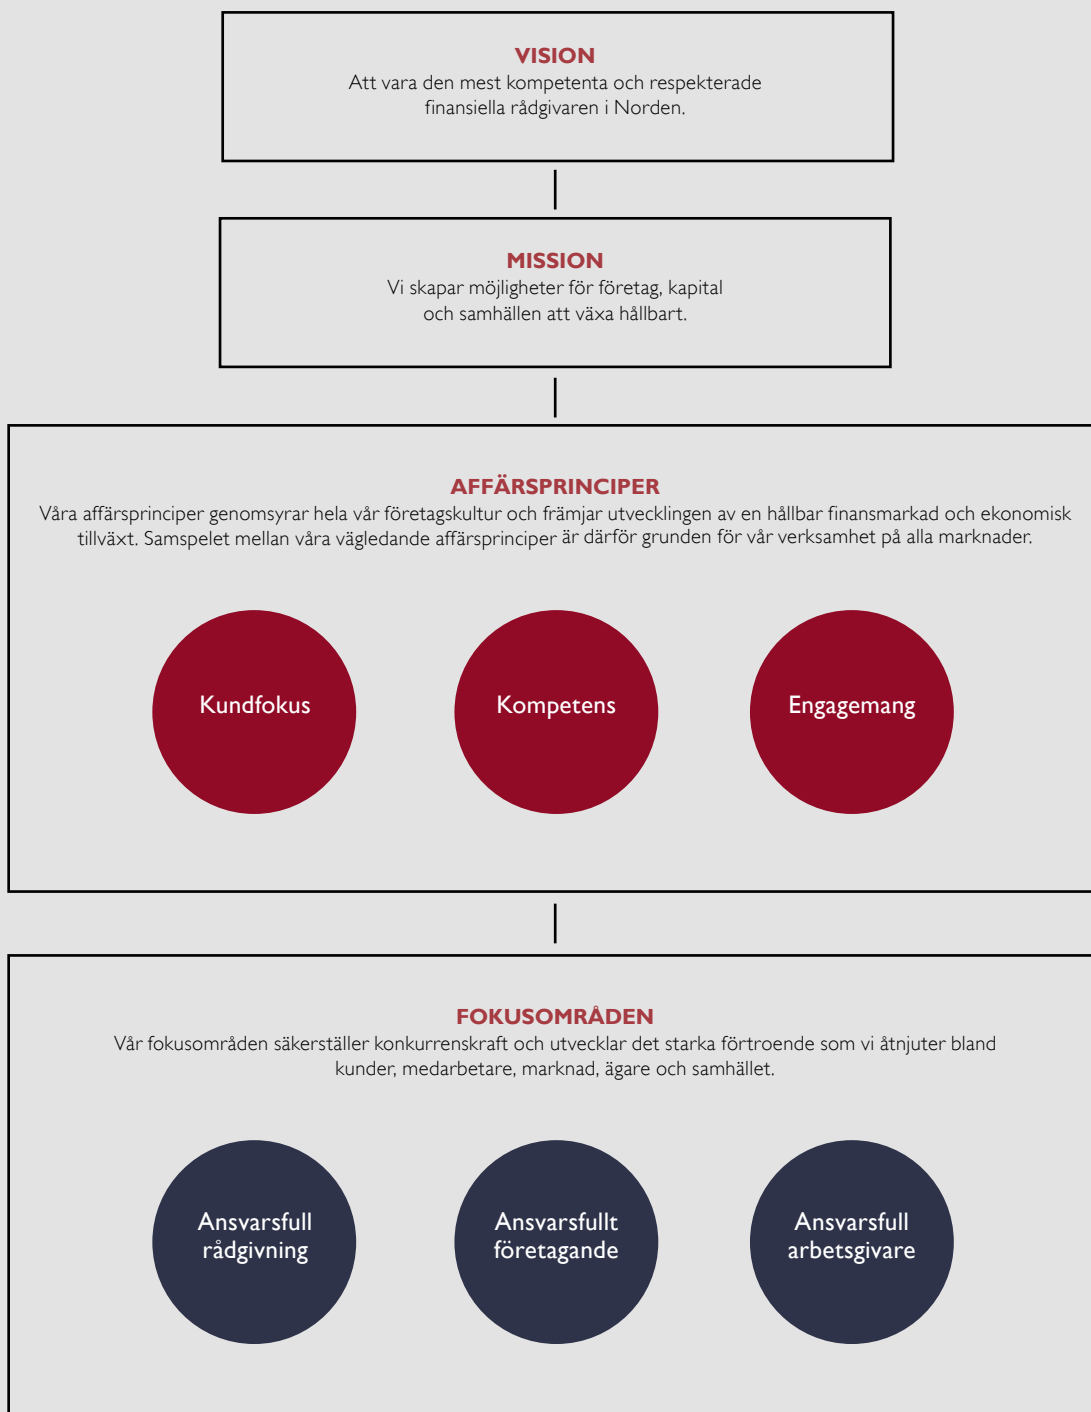 VISION
Att vara den mest kompetenta och respekterade
finansiella rådgivaren i Norden.
MISSION
Vi skapar möjligheter för företag, kapital
och samhällen att växa hållbart.
AFFÄRSPRINCIPER
Våra affärsprinciper genomsyrar hela vår företagskultur och främjar utvecklingen av en hållbar finansmarkad och ekonomisk
tillväxt. Samspelet mellan våra vägledande affärsprinciper är därför grunden för vår verksamhet på alla marknader.
Kundfokus
Kompetens
Engagemang
FOKUSOMRÅDEN
Vår fokusområden säkerställer konkurrenskraft och utvecklar det starka förtroende som vi åtnjuter bland
kunder, medarbetare, marknad, ägare och samhället.
Ansvarsfull
rådgivning
Ansvarsfullt
företagande
Ansvarsfull
arbetsgivare